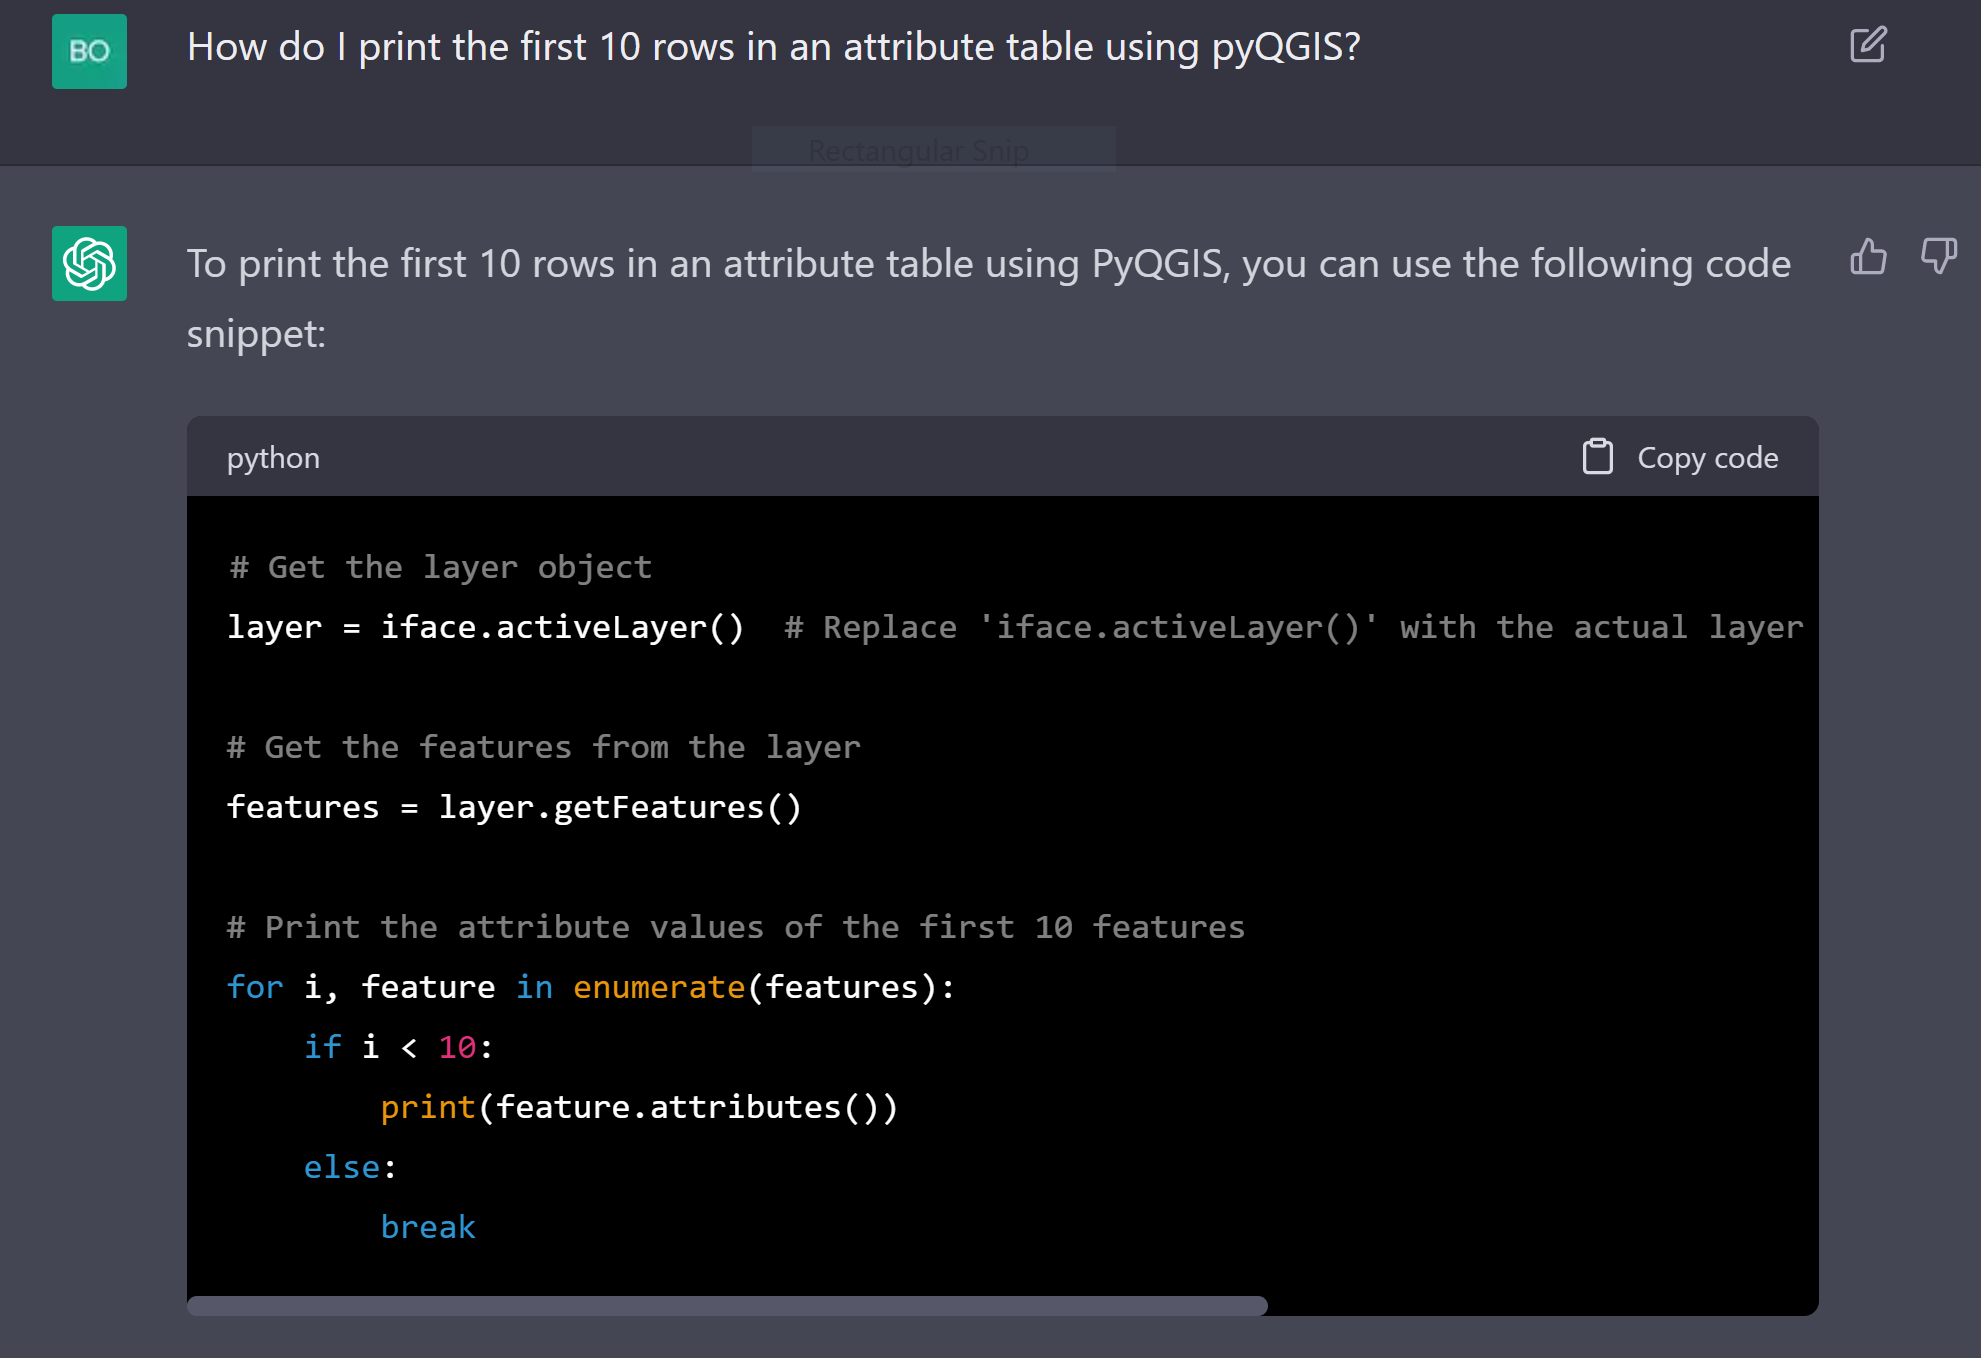 BO
How do I print the first 10 rows in an attribute table using pyQGIS?
Rectangular Snip
To print the first 10 rows in an attribute table using PyQGIS, you can use the following code
snippet:
python
Copy code
# Get the layer object
layer = iface.activeLayer()  # Replace 'iface.activeLayer()' with the actual layer
# Get the features from the layer
features = layer.getFeatures()
# Print the attribute values of the first 10 features
for i, feature in enumerate(features):
    if i < 10:
        print(feature.attributes())
    else:
        break